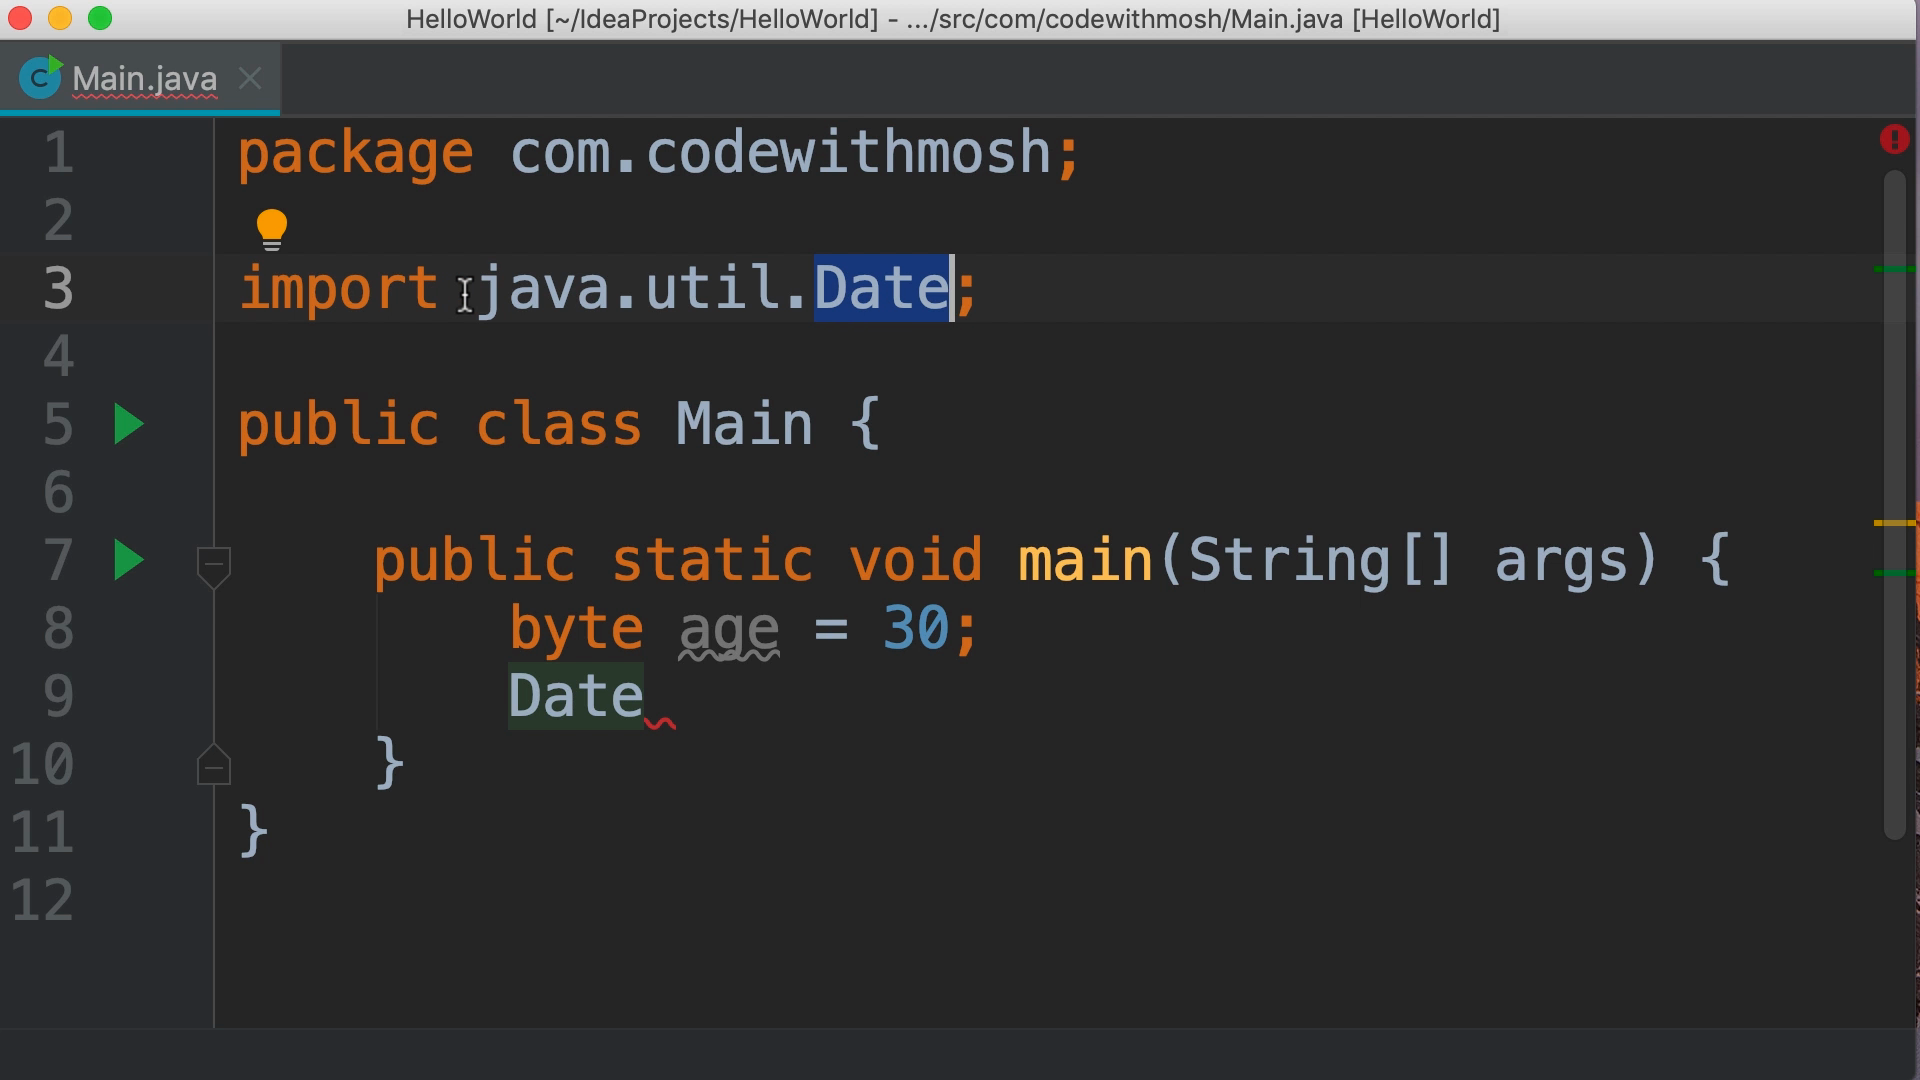 HelloWorld [~/IdeaProjects/HelloWorld] - .../src/com/codewithmosh/Main.java [HelloWorld]
Main.java
1 package com.codewithmosh;
2
3 import java.util.Date;
4
5 public class Main {
6
7 public static void main(String[] args) {
8 byte age = 30;
9 Date
10 }
11 }
12